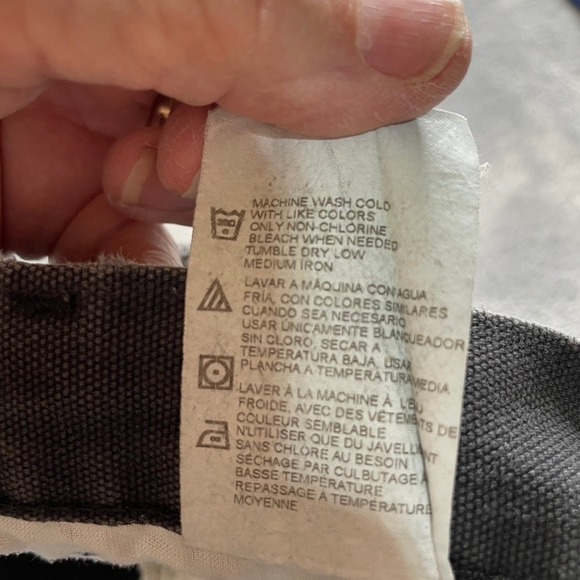 MACHINE WASH COLD
WITH LIKE COLORS
ONLY NON-CHLORINE
BLEACH WHEN NEEDED
TUMBLE DRY LOW
MEDIUM IRON
LAVAR A MÁQUINA CON AGUA
FRÍA, CON COLORES SIMILARES
CUANDO SEA NECESARIO
USAR ÚNICAMENTE BLANQUEADOR
SIN CLORO, SECAR A
TEMPERATURA BAJA, USAR
PLANCHA A TEMPERATURA MEDIA
LAVER À LA MACHINE À L'EAU
FROIDE, AVEC DES VÊTEMENTS DE
COULEUR SEMBLABLE
N'UTILISER QUE DU JAVELLANT
SANS CHLORE AU BESOIN
SÉCHAGE PAR CULBUTAGE À
BASSE TEMPÉRATURE
REPASSAGE À TEMPÉRATURE
MOYENNE